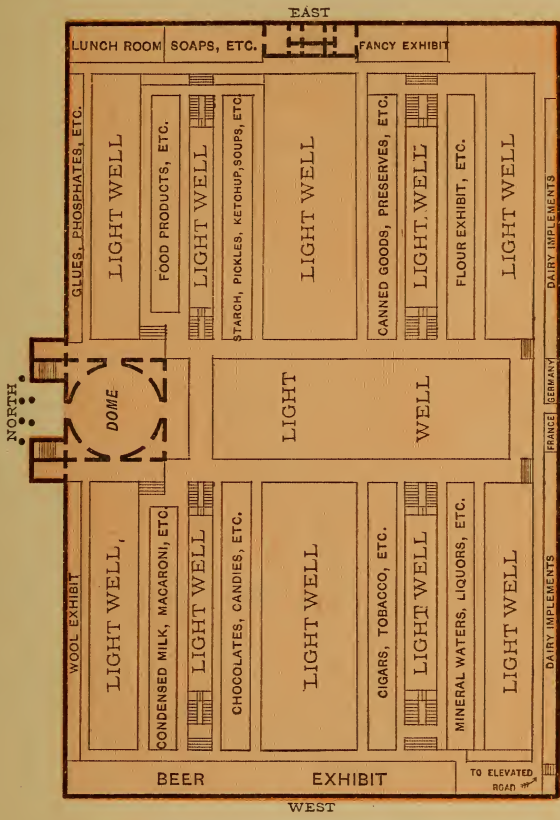 EAST
LUNCH ROOM
SOAPS, ETC.
FANCY EXHIBIT
GLUES, PHOSPHATES, ETC.
LIGHT WELL
FOOD PRODUCTS, ETC.
LIGHT WELL
STARCH, PICKLES, KETCHUP, SOUPS, ETC.
LIGHT WELL
CANNED GOODS, PRESERVES, ETC.
LIGHT WELL
FLOUR EXHIBIT, ETC.
LIGHT WELL
DAIRY IMPLEMENTS
NORTH
DOME
LIGHT WELL
GERMANY
FRANCE
WOOL EXHIBIT
LIGHT WELL,
CONDENSED MILK, MACARONI, ETC.
LIGHT WELL
CHOCOLATES, CANDIES, ETC.
LIGHT WELL
CIGARS, TOBACCO, ETC.
LIGHT WELL
MINERAL WATERS, LIQUORS, ETC.
LIGHT WELL
DAIRY IMPLEMENTS
BEER EXHIBIT
TO ELEVATED
ROAD
WEST